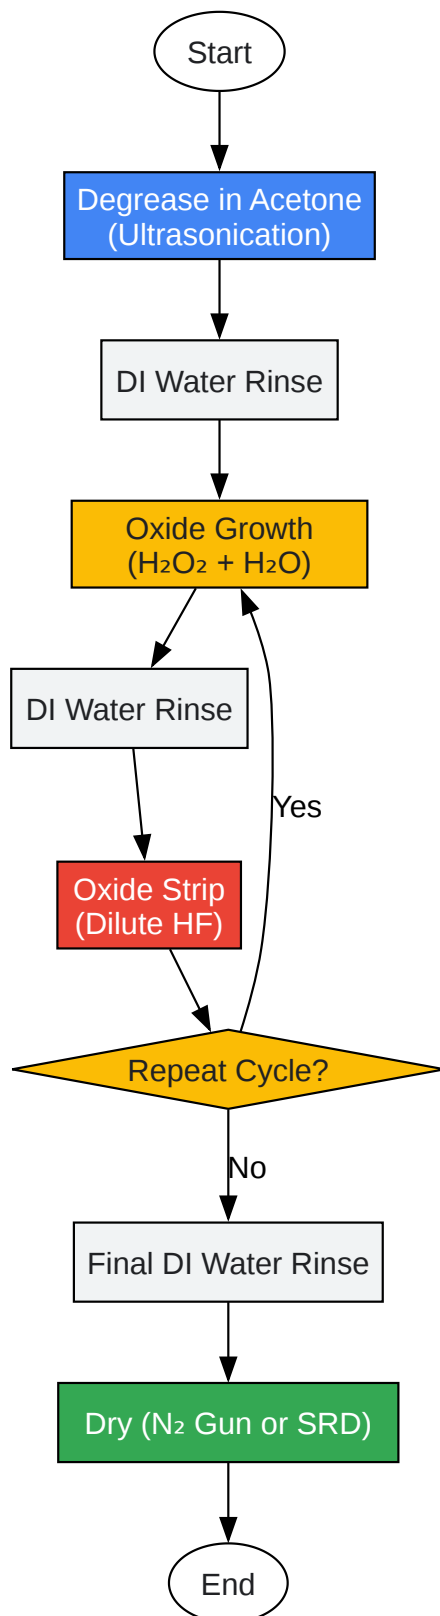 Start
Degrease in Acetone
(Ultrasonication)
DI Water Rinse
Oxide Growth
(H₂O₂ + H₂O)
DI Water Rinse
Yes
Oxide Strip
(Dilute HF)
Repeat Cycle?
No
Final DI Water Rinse
Dry (N₂ Gun or SRD)
End